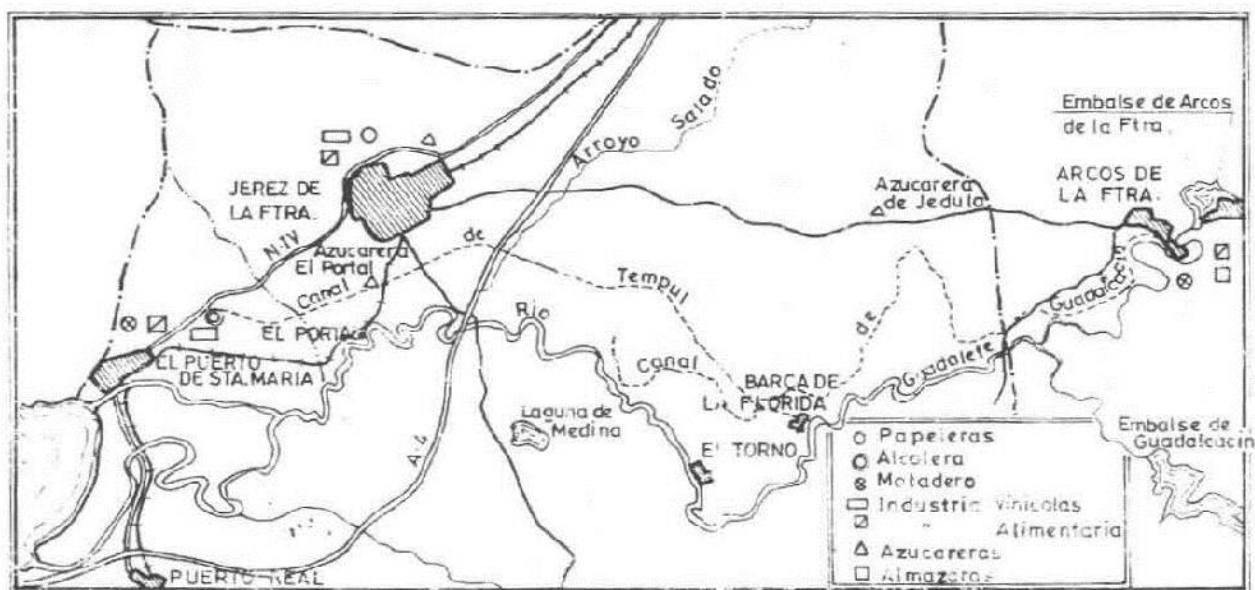 Arroyo Salado
Embalse de Arcos
de la Ftra.
ARCOS DE
LA FTRA.
JEREZ DE
LA FTRA.
Azucarera
de Jedula
N-IV
Azucarera
El Portal
Canal de Tempul
EL PORTAL
Rio Guadalete
Canal de Guadalcacin
EL PUERTO
DE STA. MARIA
Laguna de
Medina
BARCA DE
LA FLORIDA
EL TORNO
A-4
Embalse de
Guadalcacin
PUERTO REAL
Papeleras
Alcolera
Matadero
Industria Vinicolas
" Alimentaria
Azucareras
Almazaras